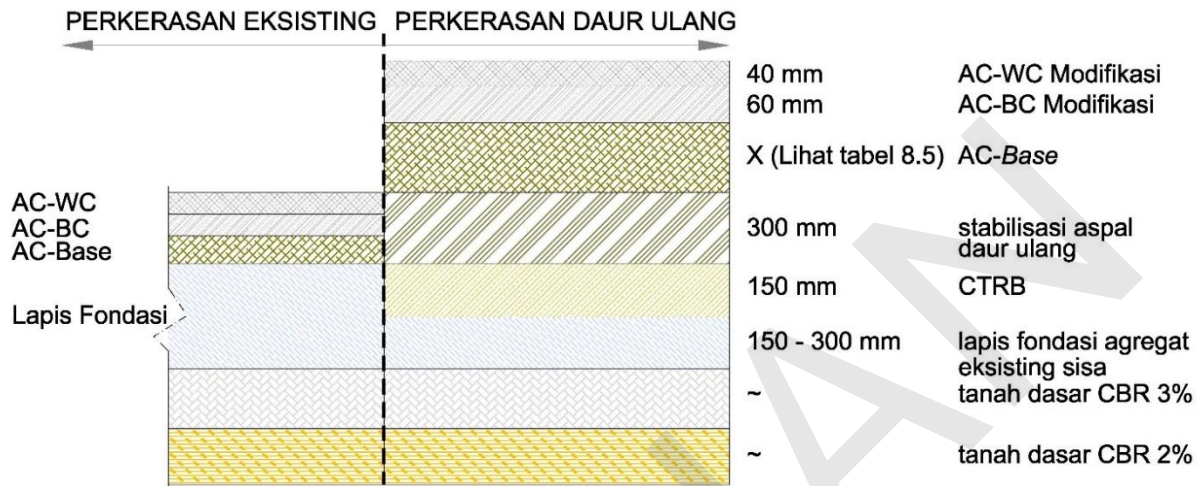 PERKERASAN EKSISTING PERKERASAN DAUR ULANG
40 mm AC-WC Modifikasi
60 mm AC-BC Modifikasi
X (Lihat tabel 8.5) AC-Base
AC-WC
AC-BC
AC-Base
300 mm stabilisasi aspal
daur ulang
150 mm CTRB
Lapis Fondasi
150 - 300 mm lapis fondasi agregat
eksisting sisa
~ tanah dasar CBR 3%
~ tanah dasar CBR 2%